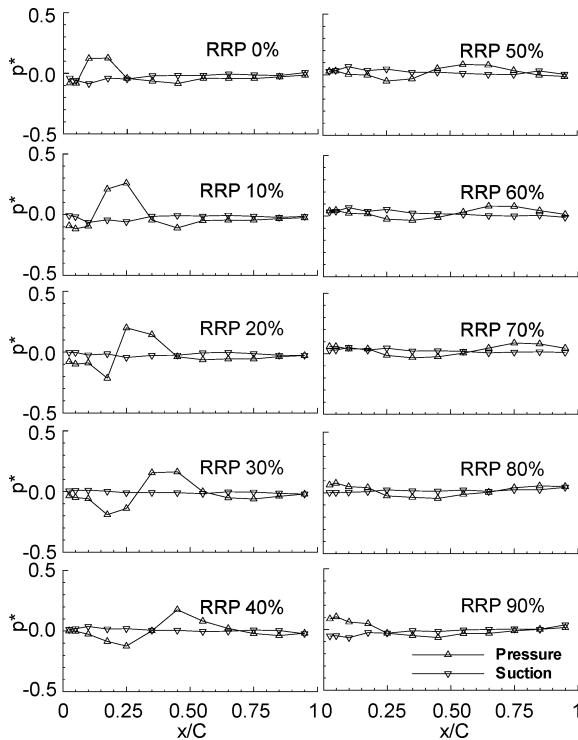 0.5
p*
0.0
-0.5
RRP 0%
RRP 50%
0.5
p*
0.0
-0.5
RRP 10%
RRP 60%
0.5
p*
0.0
-0.5
RRP 20%
RRP 70%
0.5
p*
0.0
-0.5
RRP 30%
RRP 80%
0.5
p*
0.0
-0.5
RRP 40%
RRP 90%
Pressure
Suction
0 0.25 0.5 0.75 1 0 0.25 0.5 0.75 1
x/C x/C